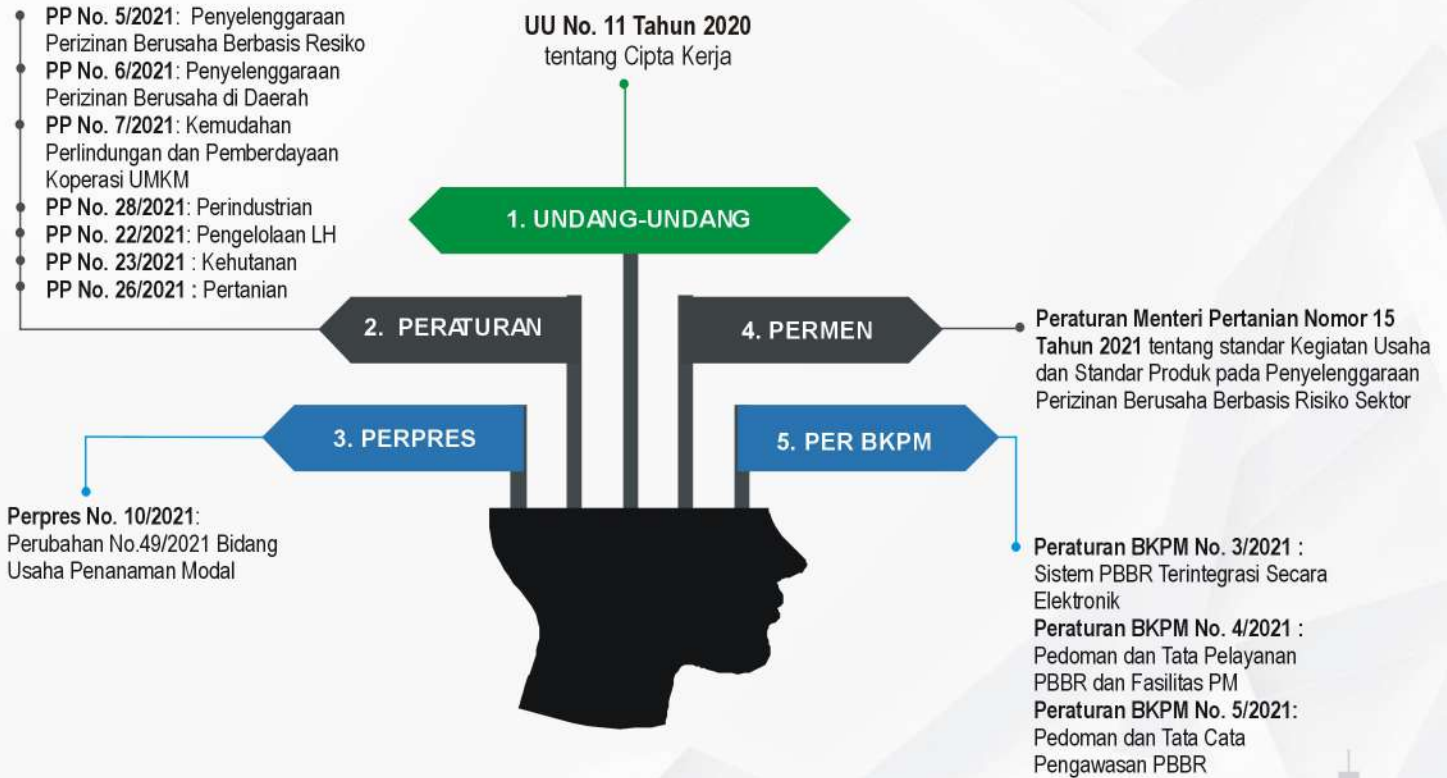 PP No. 5/2021: Penyelenggaraan
Perizinan Berusaha Berbasis Resiko
PP No. 6/2021: Penyelenggaraan
Perizinan Berusaha di Daerah
PP No. 7/2021: Kemudahan
Perlindungan dan Pemberdayaan
Koperasi UMKM
PP No. 28/2021: Perindustrian
PP No. 22/2021: Pengelolaan LH
PP No. 23/2021 : Kehutanan
PP No. 26/2021 : Pertanian
UU No. 11 Tahun 2020
tentang Cipta Kerja
1. UNDANG-UNDANG
2. PERATURAN
4. PERMEN
3. PERPRES
5. PER BKPM
Peraturan Menteri Pertanian Nomor 15
Tahun 2021 tentang standar Kegiatan Usaha
dan Standar Produk pada Penyelenggaraan
Perizinan Berusaha Berbasis Risiko Sektor
Perpres No. 10/2021:
Perubahan No.49/2021 Bidang
Usaha Penanaman Modal
Peraturan BKPM No. 3/2021 :
Sistem PBBR Terintegrasi Secara
Elektronik
Peraturan BKPM No. 4/2021 :
Pedoman dan Tata Pelayanan
PBBR dan Fasilitas PM
Peraturan BKPM No. 5/2021:
Pedoman dan Tata Cata
Pengawasan PBBR